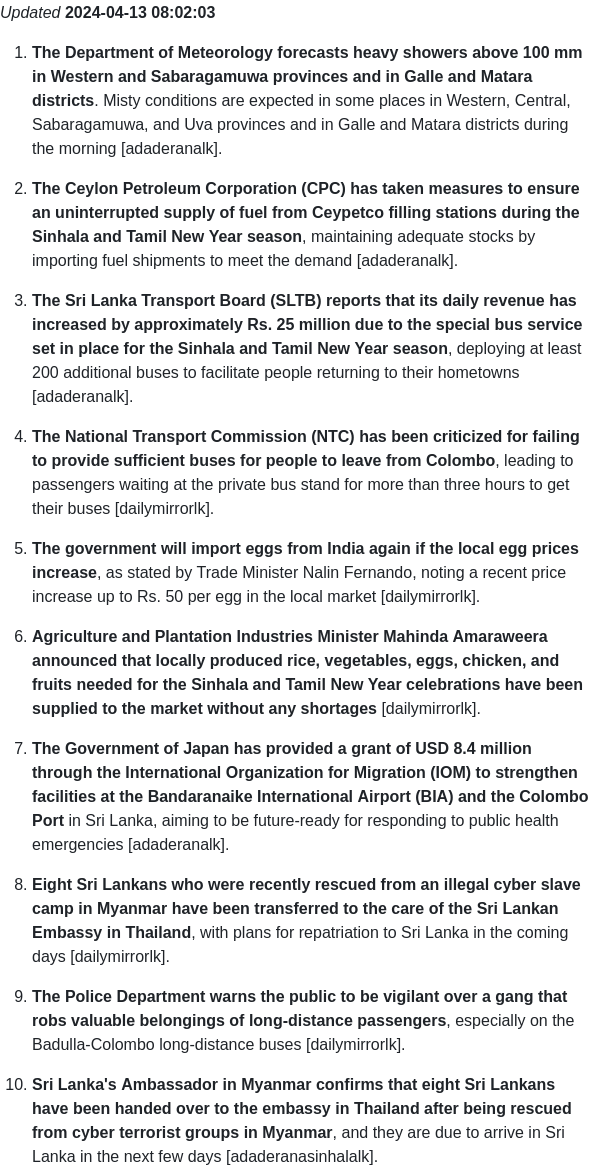 Updated 2024-04-13 08:02:03
1. The Department of Meteorology forecasts heavy showers above 100 mm
in Western and Sabaragamuwa provinces and in Galle and Matara
districts. Misty conditions are expected in some places in Western, Central,
Sabaragamuwa, and Uva provinces and in Galle and Matara districts during
the morning [adaderanalk].
2. The Ceylon Petroleum Corporation (CPC) has taken measures to ensure
an uninterrupted supply of fuel from Ceypetco filling stations during the
Sinhala and Tamil New Year season, maintaining adequate stocks by
importing fuel shipments to meet the demand [adaderanalk].
3. The Sri Lanka Transport Board (SLTB) reports that its daily revenue has
increased by approximately Rs. 25 million due to the special bus service
set in place for the Sinhala and Tamil New Year season, deploying at least
200 additional buses to facilitate people returning to their hometowns
[adaderanalk].
4. The National Transport Commission (NTC) has been criticized for failing
to provide sufficient buses for people to leave from Colombo, leading to
passengers waiting at the private bus stand for more than three hours to get
their buses [dailymirrorlk].
5. The government will import eggs from India again if the local egg prices
increase, as stated by Trade Minister Nalin Fernando, noting a recent price
increase up to Rs. 50 per egg in the local market [dailymirrorlk].
6. Agriculture and Plantation Industries Minister Mahinda Amaraweera
announced that locally produced rice, vegetables, eggs, chicken, and
fruits needed for the Sinhala and Tamil New Year celebrations have been
supplied to the market without any shortages [dailymirrorlk].
7. The Government of Japan has provided a grant of USD 8.4 million
through the International Organization for Migration (IOM) to strengthen
facilities at the Bandaranaike International Airport (BIA) and the Colombo
Port in Sri Lanka, aiming to be future-ready for responding to public health
emergencies [adaderanalk].
8. Eight Sri Lankans who were recently rescued from an illegal cyber slave
camp in Myanmar have been transferred to the care of the Sri Lankan
Embassy in Thailand, with plans for repatriation to Sri Lanka in the coming
days [dailymirrorlk].
9. The Police Department warns the public to be vigilant over a gang that
robs valuable belongings of long-distance passengers, especially on the
Badulla-Colombo long-distance buses [dailymirrorlk].
10. Sri Lanka's Ambassador in Myanmar confirms that eight Sri Lankans
have been handed over to the embassy in Thailand after being rescued
from cyber terrorist groups in Myanmar, and they are due to arrive in Sri
Lanka in the next few days [adaderanasinhalalk].